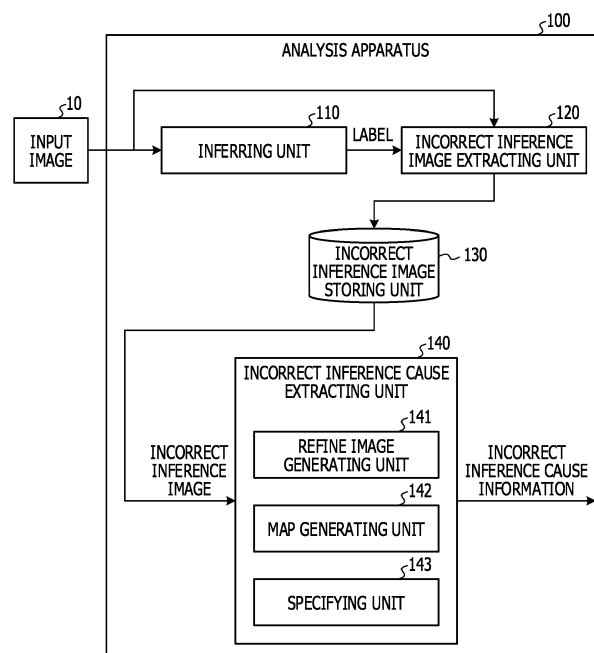 100
ANALYSIS APPARATUS
10
INPUT
IMAGE
110
INFERRING UNIT
LABEL
120
INCORRECT INFERENCE
IMAGE EXTRACTING UNIT
INCORRECT
INFERENCE IMAGE
STORING UNIT
130
140
INCORRECT INFERENCE CAUSE
EXTRACTING UNIT
141
REFINE IMAGE
GENERATING UNIT
INCORRECT
INFERENCE
IMAGE
142
MAP GENERATING UNIT
143
SPECIFYING UNIT
INCORRECT
INFERENCE CAUSE
INFORMATION